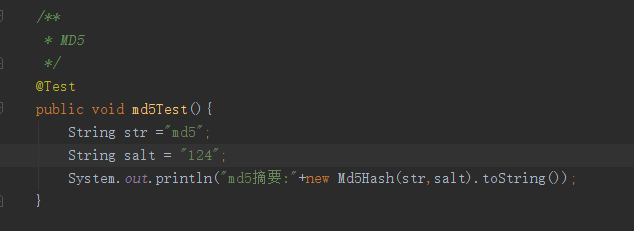 /**
* MD5
*/
@Test
public void md5Test(){
String str ="md5";
String salt = "124";
System.out.println("md5摘要:"+new Md5Hash(str,salt).toString());
}